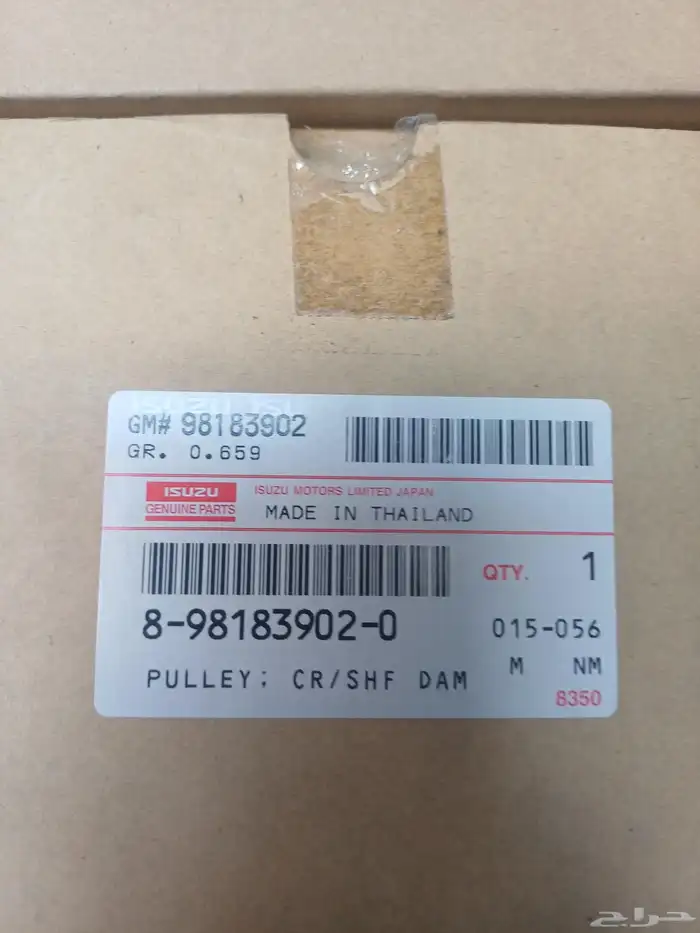 GM# 98183902
GR. 0.659
ISUZU
GENUINE PARTS
ISUZU MOTORS LIMITED JAPAN
MADE IN THAILAND
QTY. 1
8-98183902-0
015-056
PULLEY; CR/SHF DAM
M NM
8350
حراج